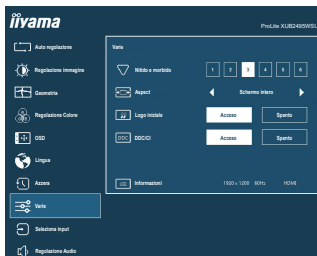 iiyama
ProLite XUB2495WSU
Auto regolazione
Regolazione immagine
Geometria
Regolazione Colore
OSD
Lingua
Azzera
Varie
Seleziona input
Regolazione Audio
Varie
Nitido e morbido 1 2 3 4 5 6
Aspect Schermo intero
Logo iniziale Acceso Spento
DDC DDC/CI Acceso Spento
Informazioni 1920 x 1200 60Hz HDMI